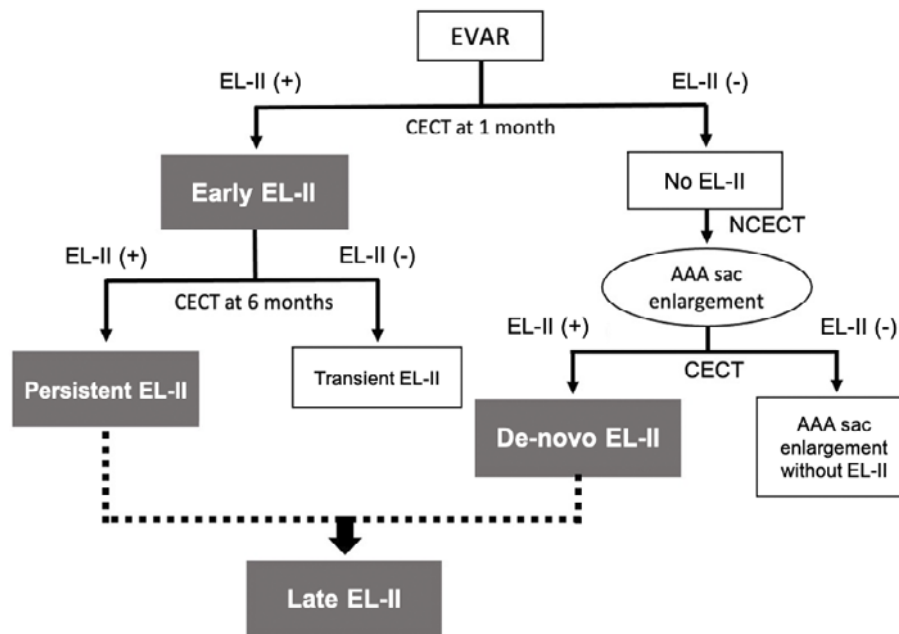 EVAR
EL-II (+)
EL-II (-)
CECT at 1 month
Early EL-II
No EL-II
NCECT
EL-II (+)
EL-II (-)
CECT at 6 months
AAA sac
enlargement
EL-II (+)
EL-II (-)
CECT
Persistent EL-II
Transient EL-II
De-novo EL-II
AAA sac
enlargement
without EL-II
Late EL-II